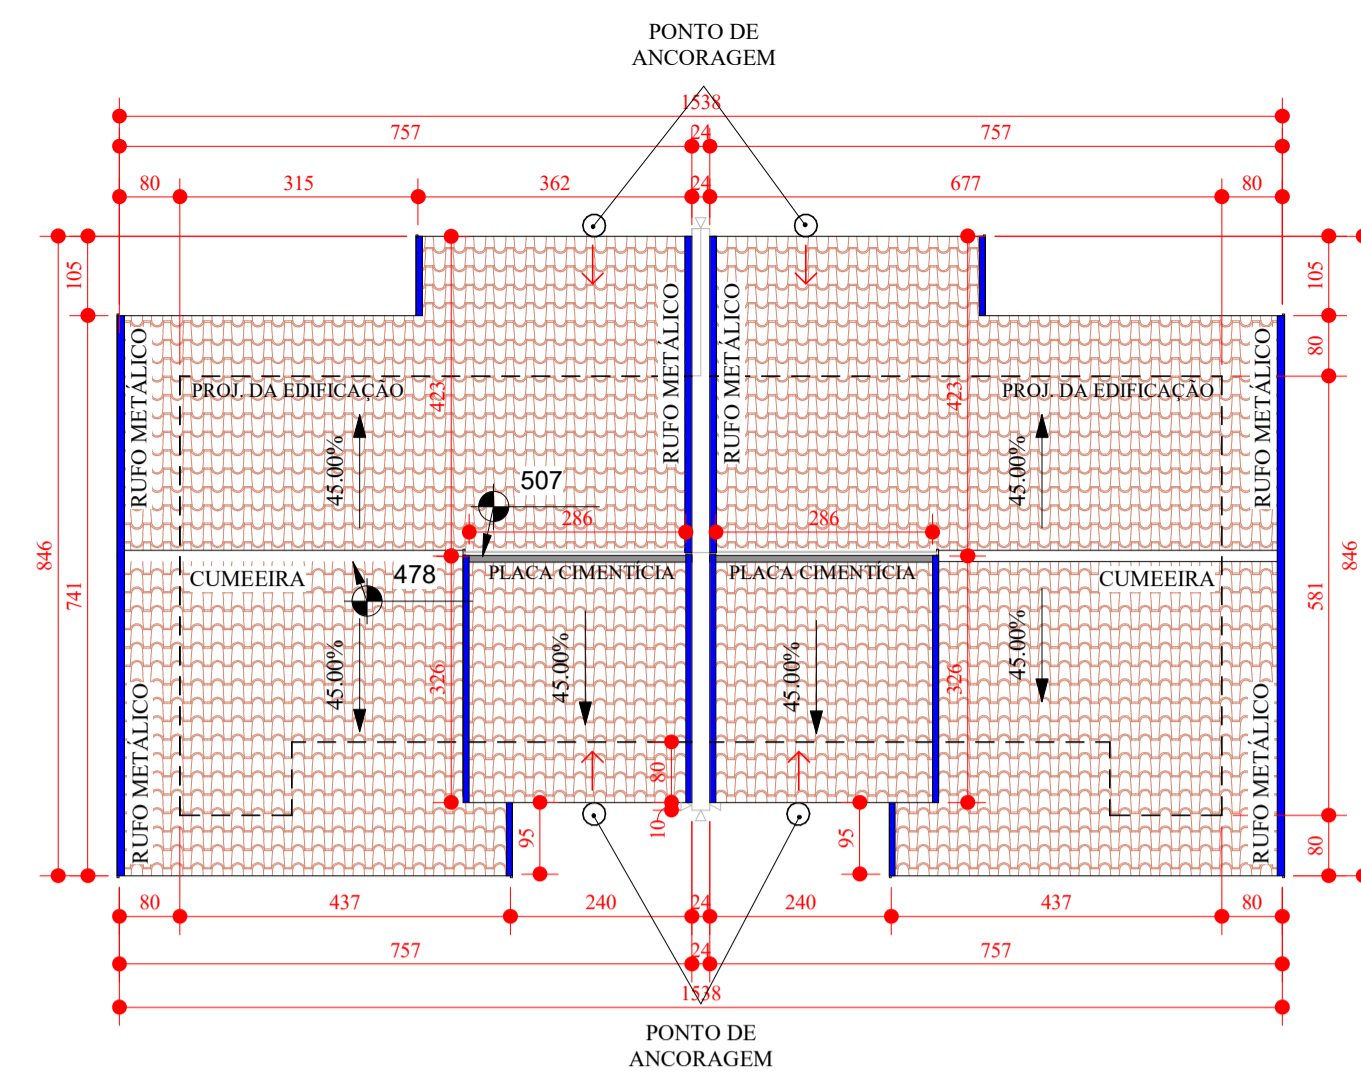 PONTO DE
ANCORAGEM
1538
757
24
757
80
315
362
24
677
80
105
105
80
RUFO METÁLICO
RUFO METÁLICO
RUFO METÁLICO
RUFO METÁLICO
PROJ. DA EDIFICAÇÃO
423
423
PROJ. DA EDIFICAÇÃO
45.00%
45.00%
507
286
286
846
741
581
846
CUMEEIRA
478
PLACA CIMENTÍCIA
PLACA CIMENTÍCIA
CUMEEIRA
45.00%
326
45.00%
45.00%
326
45.00%
RUFO METÁLICO
RUFO METÁLICO
80
10
95
95
80
80
437
240
24
240
437
80
757
24
757
1538
PONTO DE
ANCORAGEM